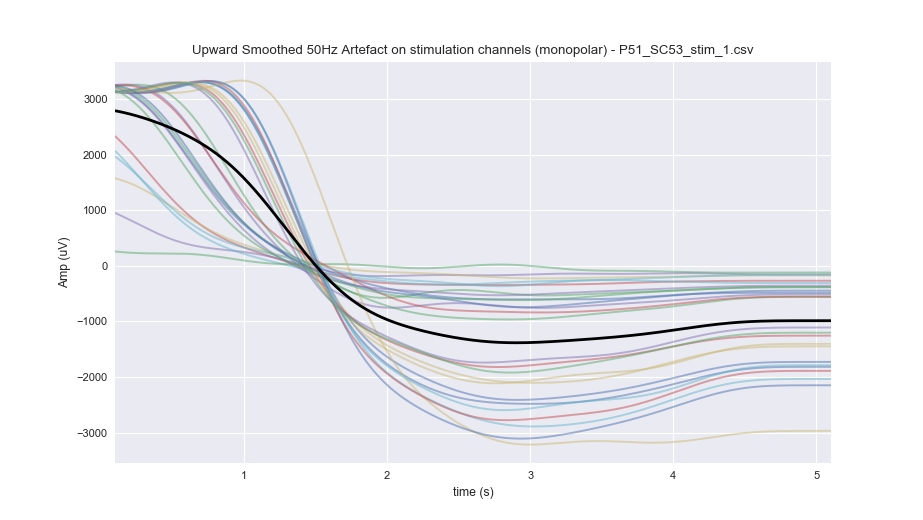 Upward Smoothed 50Hz Artefact on stimulation channels (monopolar) - P51_SC53_stim_1.csv
3000
2000
1000
0
−1000
−2000
−3000
Amp (uV)
1 2 3 4 5
time (s)